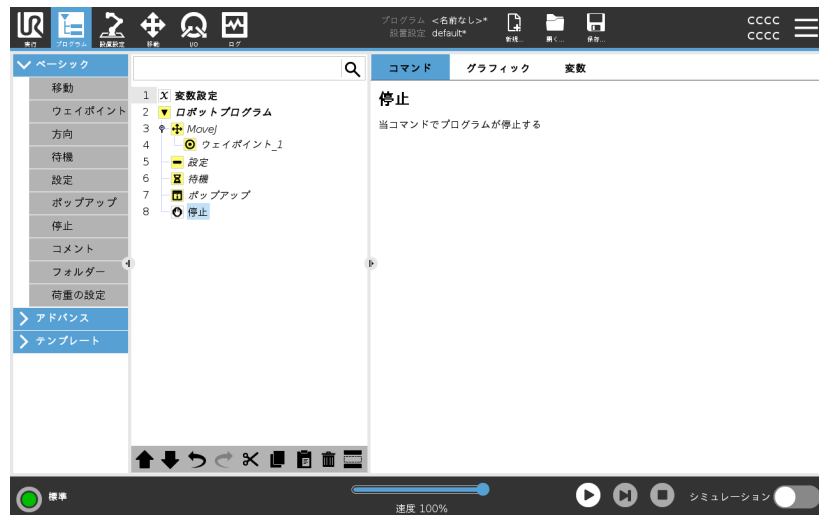 UR
実行
プログラム
設置設定
移動
I/O
ログ
プログラム <名前なし>*
設置設定 default*
新規...
開く...
保存...
CCCC
CCCC
ベーシック
移動
ウェイポイント
方向
待機
設定
ポップアップ
停止
コメント
フォルダー
荷重の設定
アドバンス
テンプレート
1 X 変数設定
2 ロボットプログラム
3 MoveJ
4 ウェイポイント_1
5 設定
6 待機
7 ポップアップ
8 停止
コマンド グラフィック 変数
停止
当コマンドでプログラムが停止する
標準
速度 100%
シミュレーション